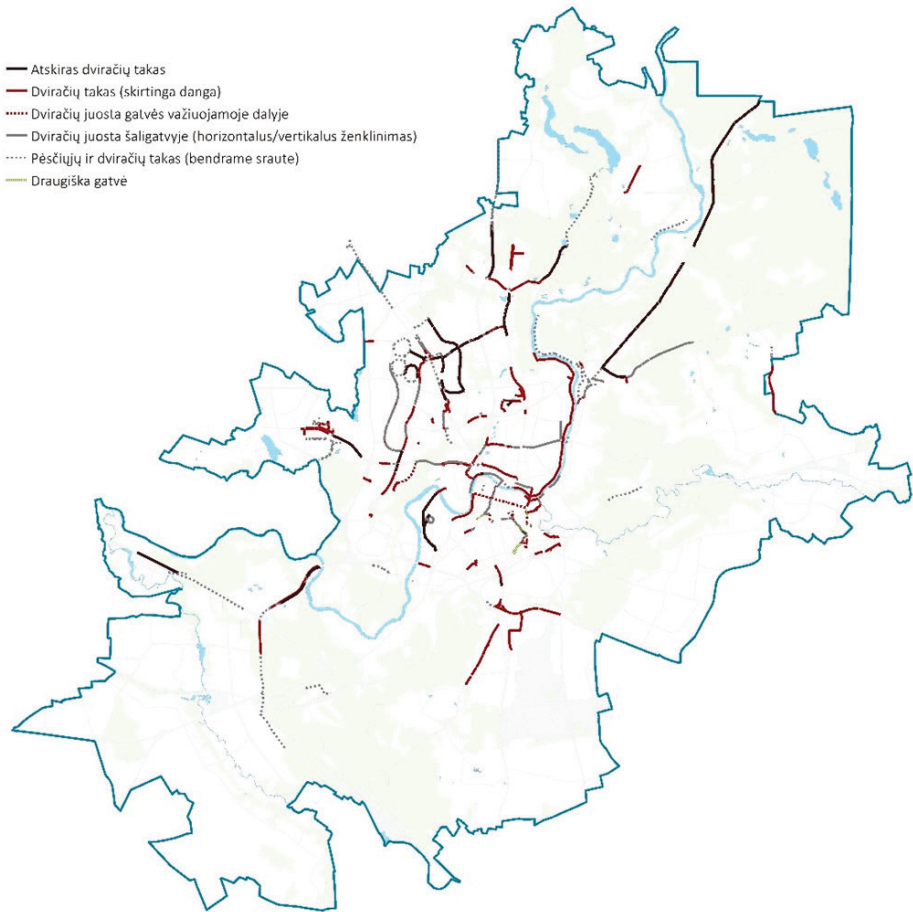 Atskiras dviračių takas
Dviračių takas (skirtinga danga)
Dviračių juosta gatvės važiuojamoje dalyje
Dviračių juosta šaligatvyje (horizontalus/vertikalus ženklinimas)
Pėsčiųjų ir dviračių takas (bendrame sraute)
Draugiška gatvė